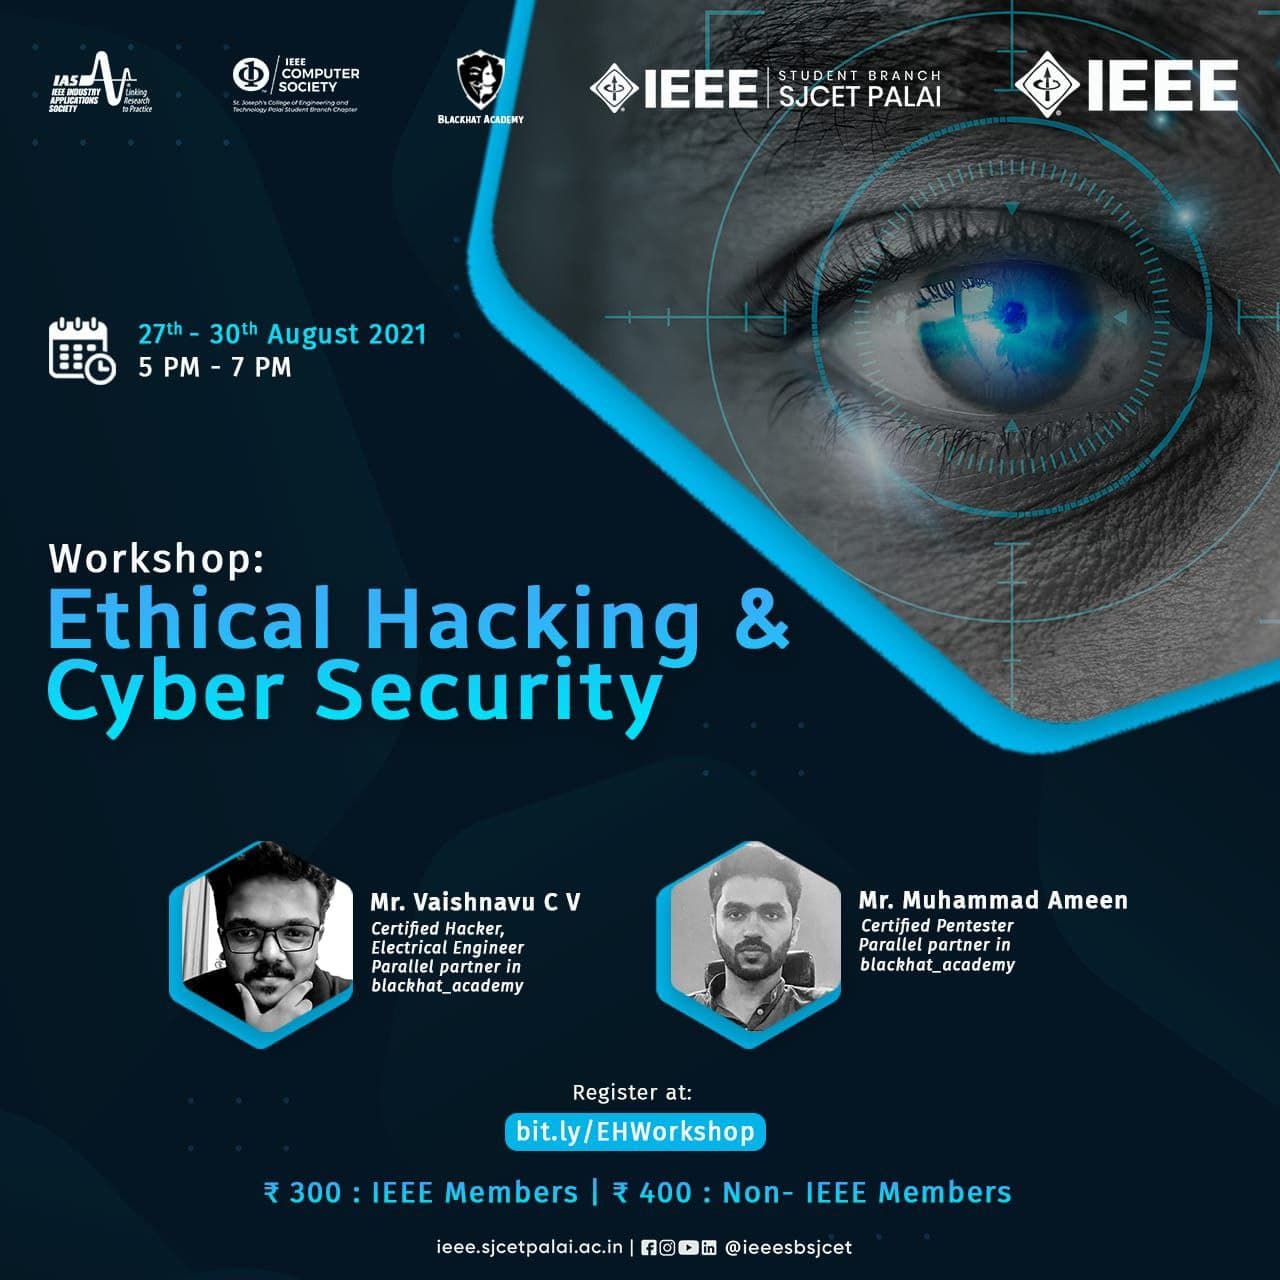 IAS
IEEE INDUSTRY
APPLICATIONS
SOCIETY
Linking
Research
to Practice
IEEE
COMPUTER
SOCIETY
St. Joseph's College of Engineering and
Technology Palai Student Branch Chapter
BLACKHAT ACADEMY
IEEE
STUDENT BRANCH
SJCET PALAI
IEEE
27th - 30th August 2021
5 PM - 7 PM
Workshop:
Ethical Hacking &
Cyber Security
Mr. Vaishnavu C V
Certified Hacker,
Electrical Engineer
Parallel partner in
blackhat_academy
Mr. Muhammad Ameen
Certified Pentester
Parallel partner in
blackhat_academy
Register at:
bit.ly/EHWorkshop
₹ 300 : IEEE Members | ₹ 400 : Non- IEEE Members
ieee.sjcetpalai.ac.in | @ieeesbsjcet